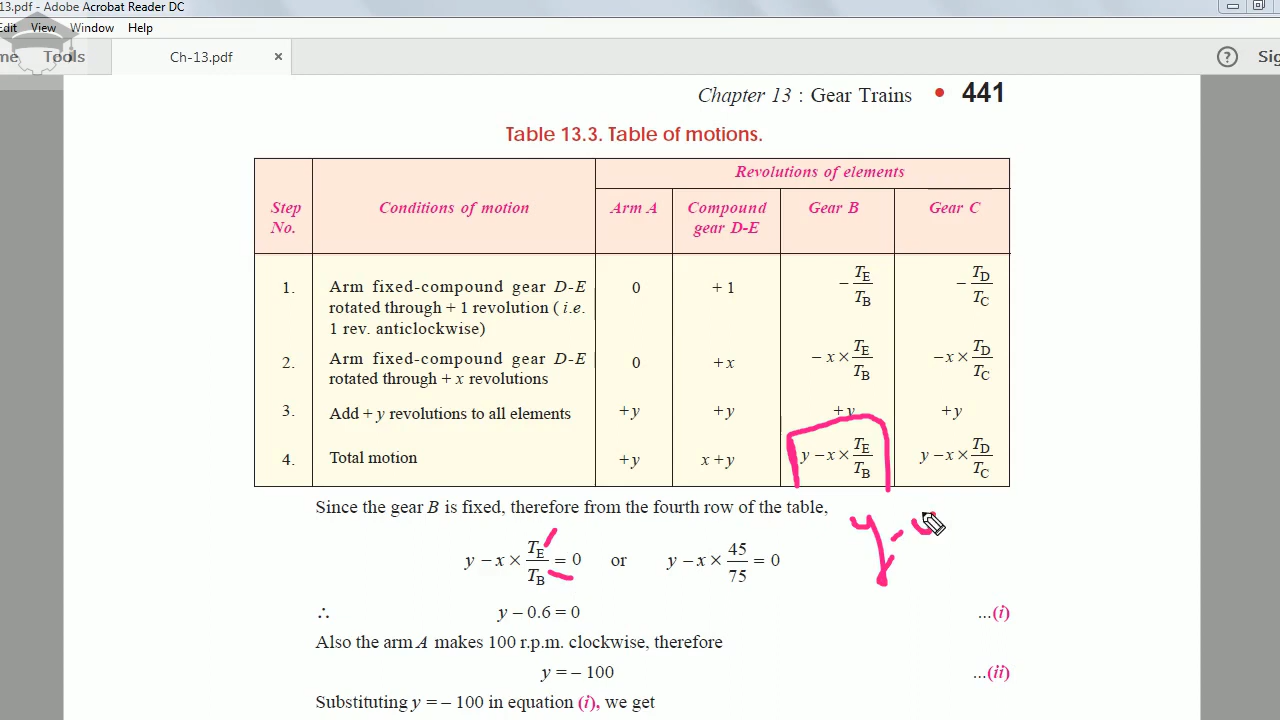 13.pdf - Adobe Acrobat Reader DC
Edit View Window Help
me Tools Ch-13.pdf × ? Sig
Chapter 13 : Gear Trains • 441
Table 13.3. Table of motions.
Revolutions of elements
Step No. Conditions of motion Arm A Compound gear D-E Gear B Gear C
1. Arm fixed-compound gear D-E rotated through + 1 revolution ( i.e. 1 rev. anticlockwise) 0 + 1 − T_E/T_B − T_D/T_C
2. Arm fixed-compound gear D-E rotated through + x revolutions 0 + x − x × T_E/T_B − x × T_D/T_C
3. Add + y revolutions to all elements + y + y + y + y
4. Total motion + y x + y y − x × T_E/T_B y − x × T_D/T_C
Since the gear B is fixed, therefore from the fourth row of the table,
y − x × T_E/T_B = 0 or y − x × 45/75 = 0
∴ y − 0.6 = 0 ...(i)
Also the arm A makes 100 r.p.m. clockwise, therefore
y = – 100 ...(ii)
Substituting y = – 100 in equation (i), we get
y -